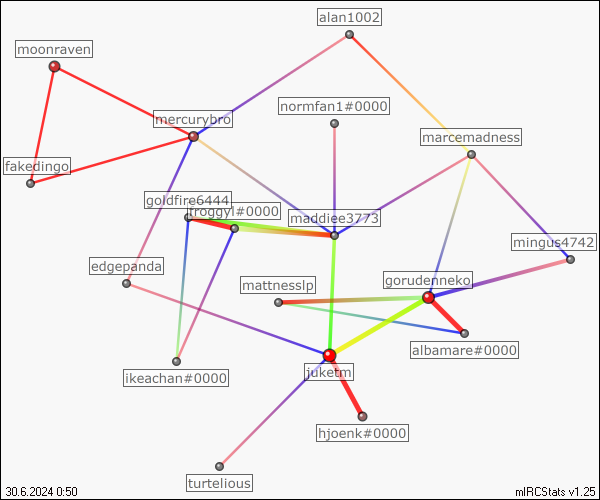 alan1002
moonraven
normfan1#0000
mercurybro
marcemadness
fakedingo
goldfire6444
froggyl#0000
maddiee3773
mingus4742
edgepanda
mattnesslp
gorudenneko
albamare#0000
ikeachan#0000
juketm
hjoenk#0000
turtelious
30.6.2024 0:50
mIRCStats v1.25